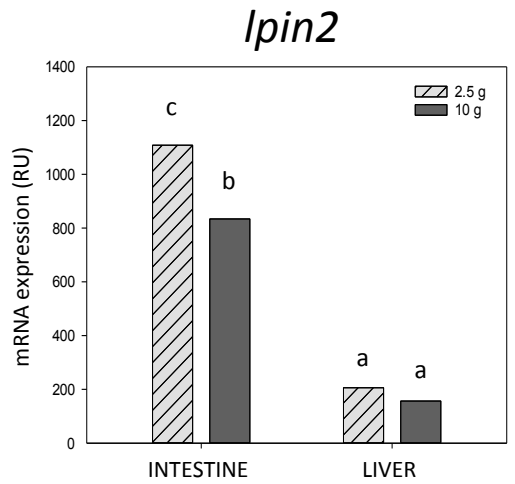 lpin2
1400
1200
1000
800
600
400
200
0
mRNA expression (RU)
2.5 g
10 g
c
b
a
a
INTESTINE
LIVER